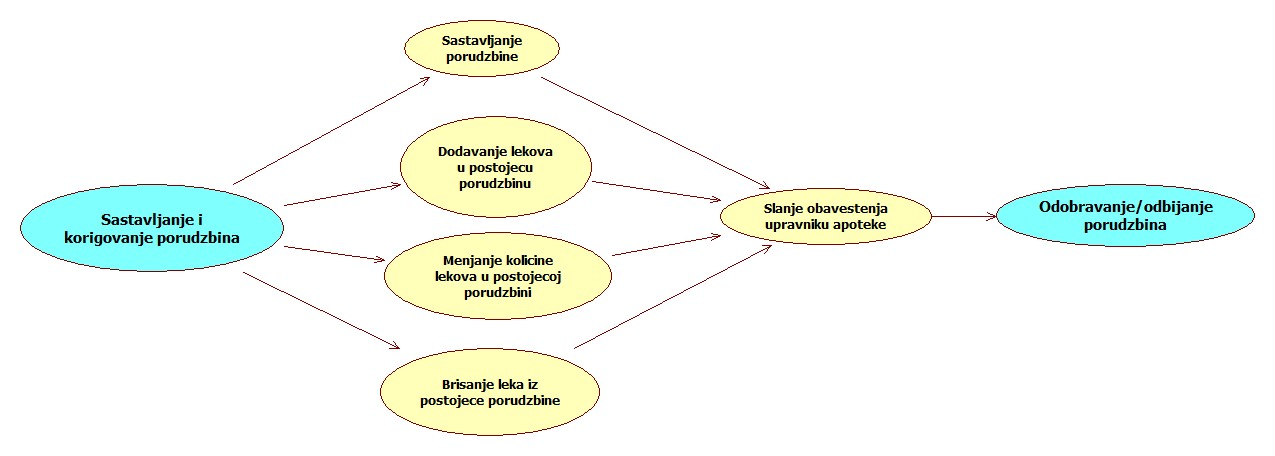 Sastavljanje
porudzbine
Dodavanje lekova
u postojecu
porudzbinu
Sastavljanje i
korigovanje porudzbina
Slanje obavestenja
upravniku apoteke
Odobravanje/odbijanje
porudzbina
Menjanje kolicine
lekova u postojecoj
porudzbini
Brisanje leka iz
postojece porudzbine